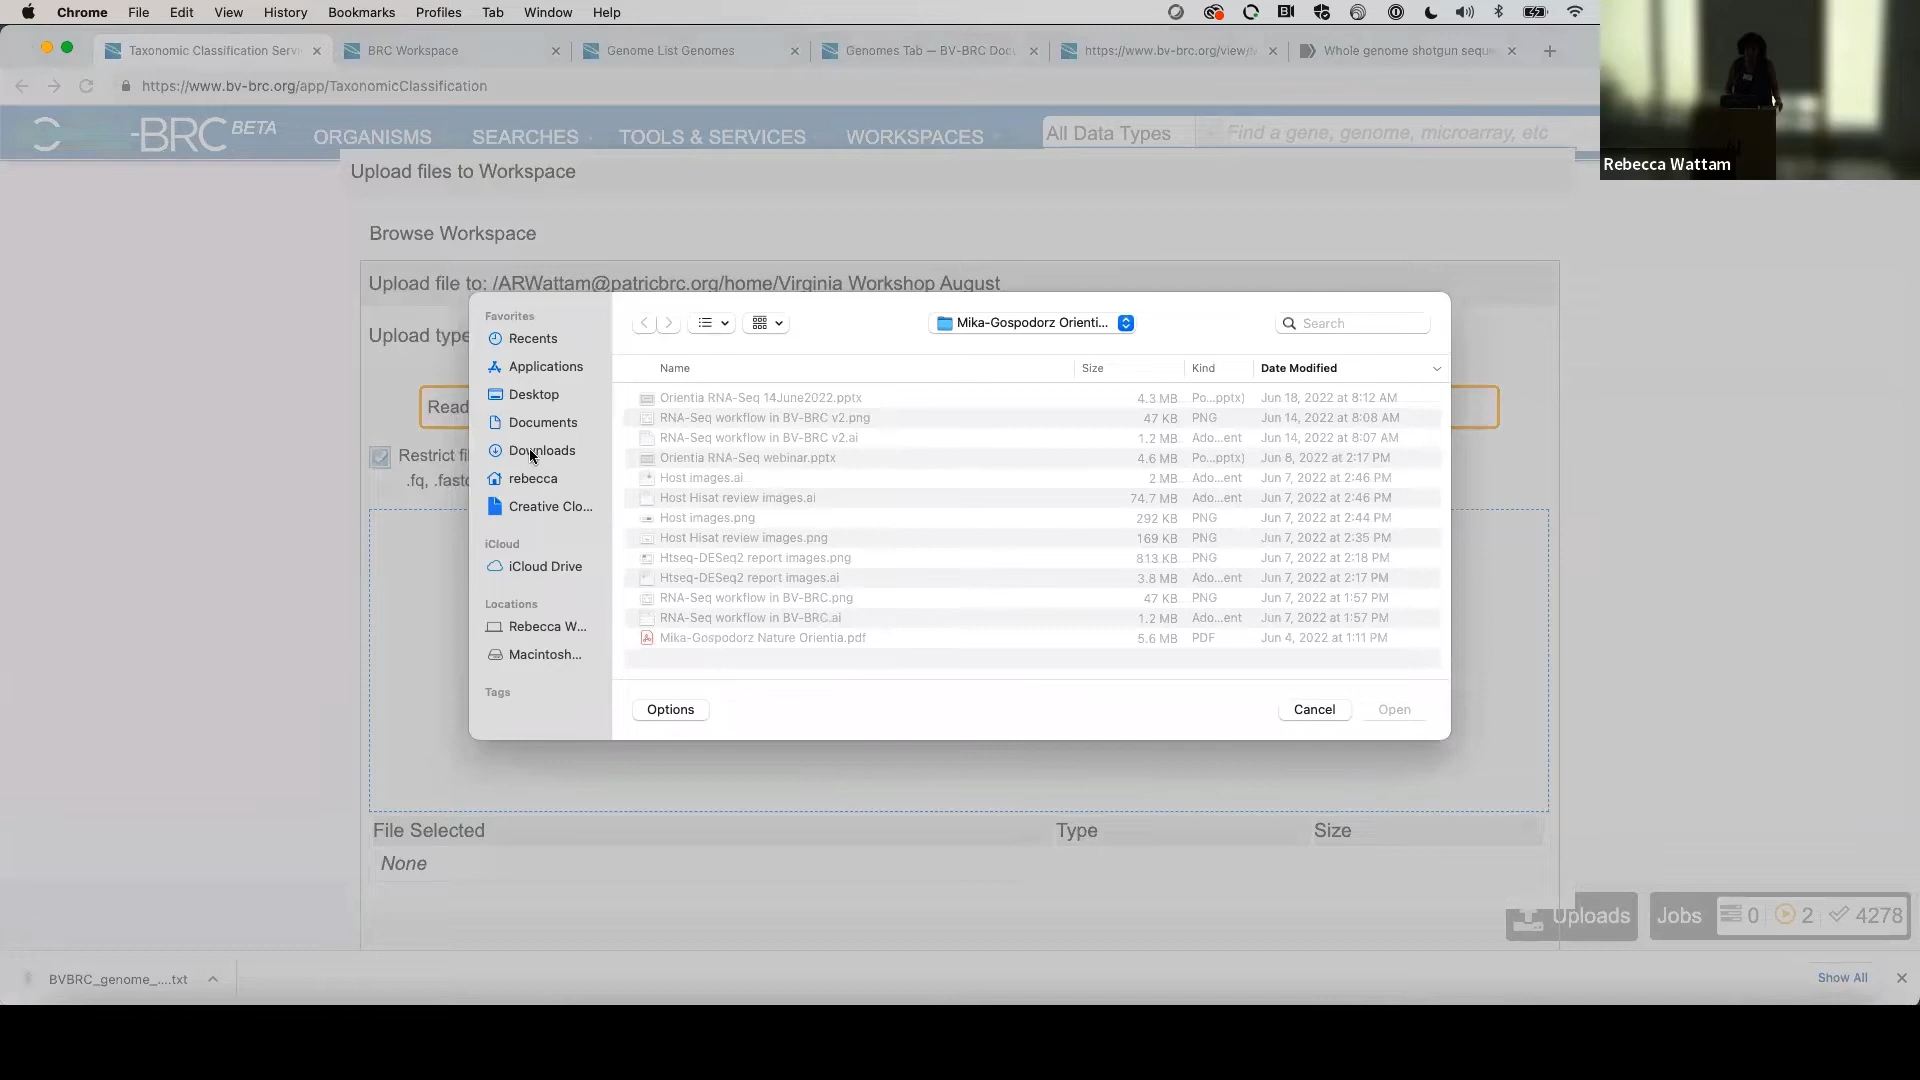 Chrome File Edit View History Bookmarks Profiles Tab Window Help
Taxonomic Classification Servi
BRC Workspace
Genome List Genomes
Genomes Tab — BV-BRC Docu
https://www.bv-brc.org/view/
Whole genome shotgun sequ
https://www.bv-brc.org/app/TaxonomicClassification
-BRC BETA
ORGANISMS SEARCHES TOOLS & SERVICES WORKSPACES All Data Types Find a gene, genome, microarray, etc
Rebecca Wattam
Upload files to Workspace
Browse Workspace
Upload file to: /ARWattam@patricbrc.org/home/Virginia Workshop August
Upload type
Read
Restrict fi
.fq, .fastq
Favorites
Recents
Applications
Desktop
Documents
Downloads
rebecca
Creative Clo...
iCloud
iCloud Drive
Locations
Rebecca W...
Macintosh...
Tags
Mika-Gospodorz Orienti...
Search
Name Size Kind Date Modified
Orientia RNA-Seq 14June2022.pptx 4.3 MB Po...pptx) Jun 18, 2022 at 8:12 AM
RNA-Seq workflow in BV-BRC v2.png 47 KB PNG Jun 14, 2022 at 8:08 AM
RNA-Seq workflow in BV-BRC v2.ai 1.2 MB Ado...ent Jun 14, 2022 at 8:07 AM
Orientia RNA-Seq webinar.pptx 4.6 MB Po...pptx) Jun 8, 2022 at 2:17 PM
Host images.ai 2 MB Ado...ent Jun 7, 2022 at 2:46 PM
Host Hisat review images.ai 74.7 MB Ado...ent Jun 7, 2022 at 2:46 PM
Host images.png 292 KB PNG Jun 7, 2022 at 2:44 PM
Host Hisat review images.png 169 KB PNG Jun 7, 2022 at 2:35 PM
Htseq-DESeq2 report images.png 813 KB PNG Jun 7, 2022 at 2:18 PM
Htseq-DESeq2 report images.ai 3.8 MB Ado...ent Jun 7, 2022 at 2:17 PM
RNA-Seq workflow in BV-BRC.png 47 KB PNG Jun 7, 2022 at 1:57 PM
RNA-Seq workflow in BV-BRC.ai 1.2 MB Ado...ent Jun 7, 2022 at 1:57 PM
Mika-Gospodorz Nature Orientia.pdf 5.6 MB PDF Jun 4, 2022 at 1:11 PM
Options Cancel Open
File Selected Type Size
None
Uploads Jobs 0 2 4278
BVBRC_genome_....txt Show All